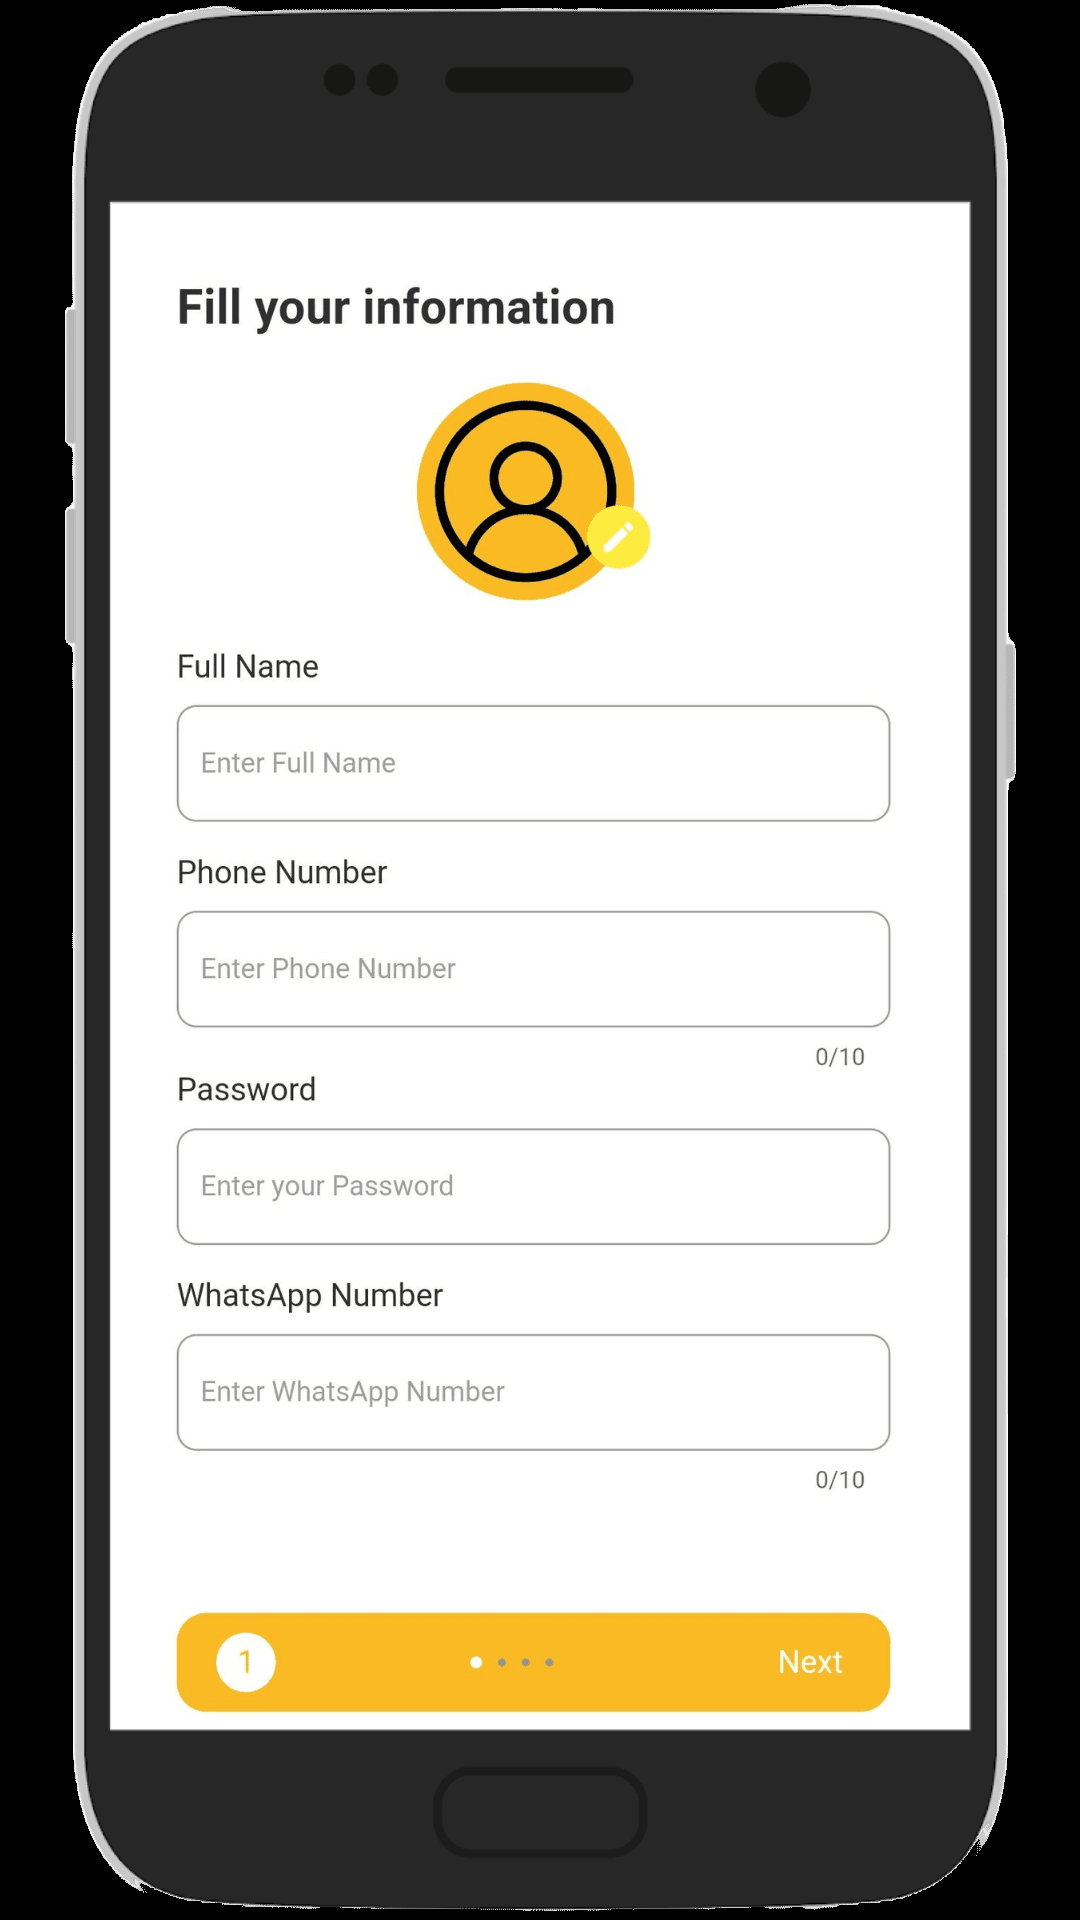 Fill your information
Full Name
Enter Full Name
Phone Number
Enter Phone Number
0/10
Password
Enter your Password
WhatsApp Number
Enter WhatsApp Number
0/10
1
Next